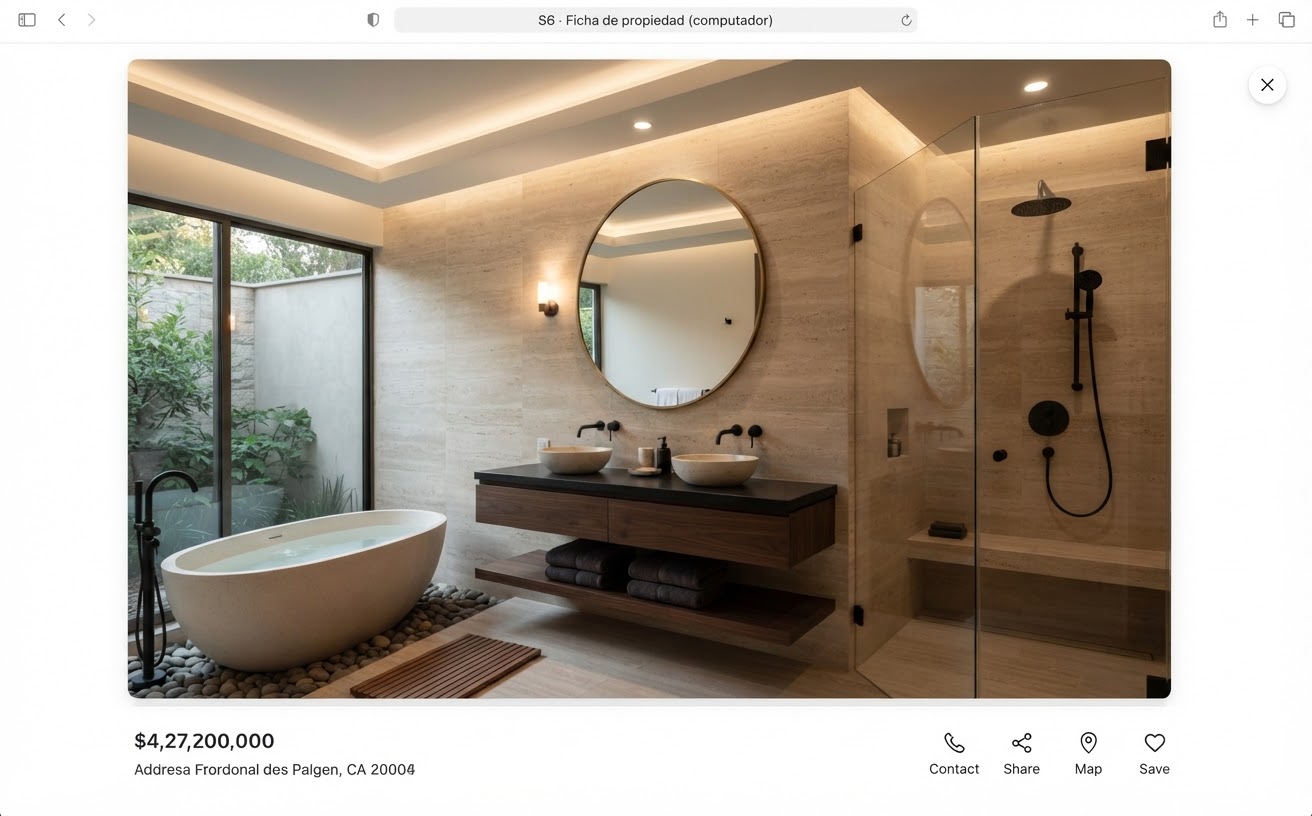 S6 · Ficha de propiedad (computador)
$4,27,200,000
Addresa Frordonal des Palgen, CA 20004
Contact
Share
Map
Save